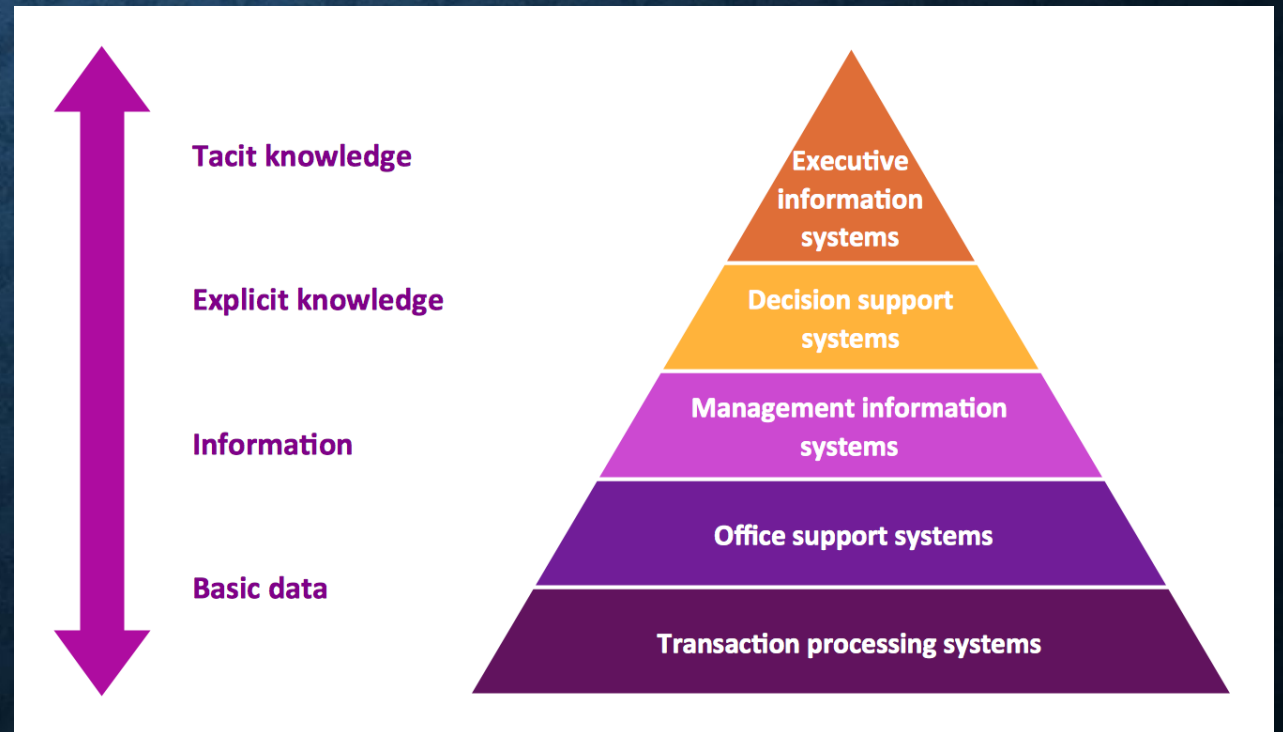 Tacit knowledge
Explicit knowledge
Information
Basic data
Executive
information
systems
Decision support
systems
Management information
systems
Office support systems
Transaction processing systems